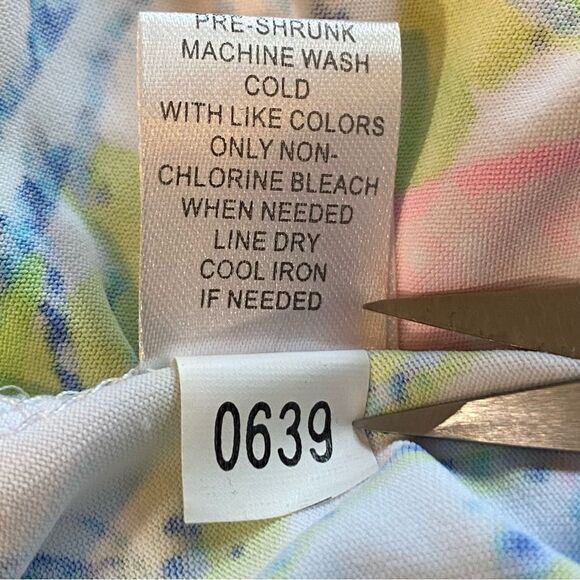 PRE-SHRUNK
MACHINE WASH
COLD
WITH LIKE COLORS
ONLY NON-
CHLORINE BLEACH
WHEN NEEDED
LINE DRY
COOL IRON
IF NEEDED
0639